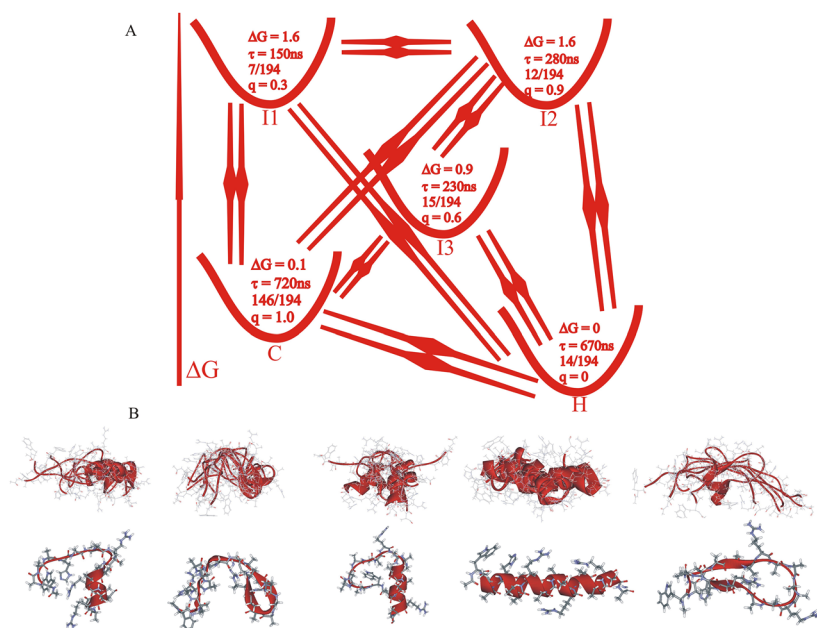 A
ΔG = 1.6
τ = 150ns
7/194
q = 0.3
I1
ΔG = 1.6
τ = 280ns
12/194
q = 0.9
I2
ΔG = 0.9
τ = 230ns
15/194
q = 0.6
I3
ΔG = 0.1
τ = 720ns
146/194
q = 1.0
C
ΔG = 0
τ = 670ns
14/194
q = 0
H
ΔG
B